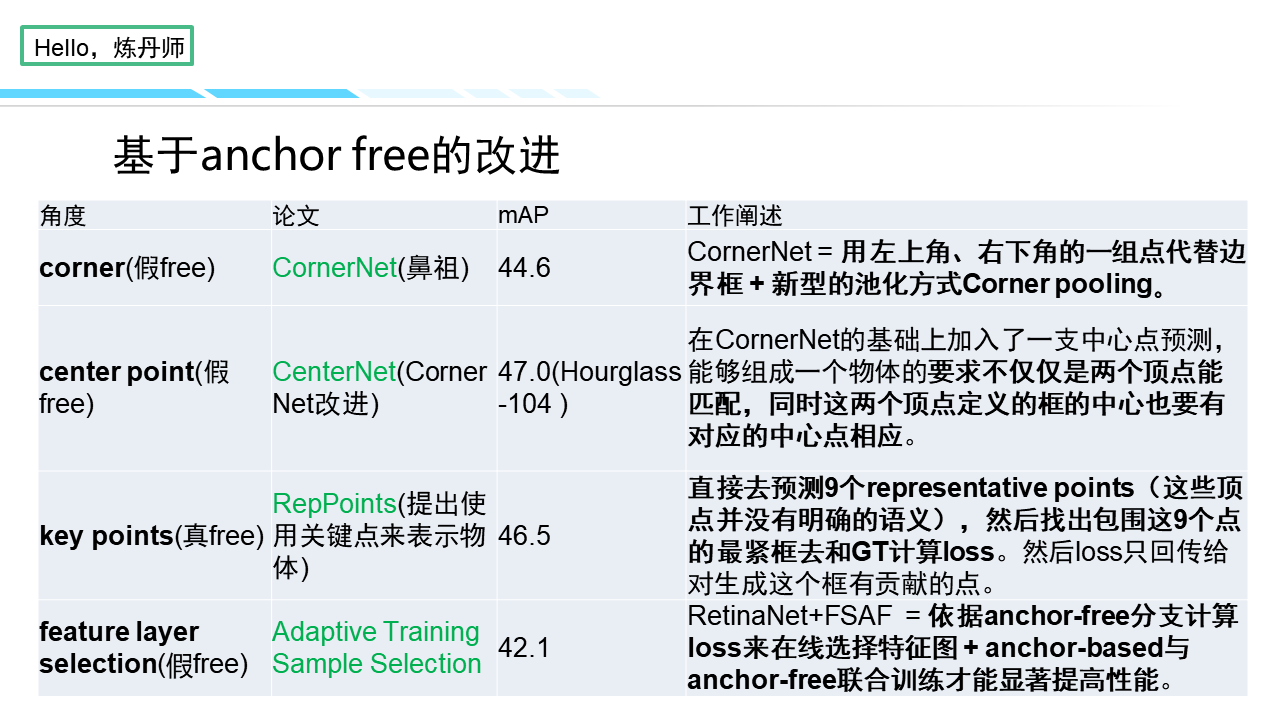 Hello，炼丹师
基于anchor free的改进
角度 论文 mAP 工作阐述
corner(假free) CornerNet(鼻祖) 44.6
CornerNet = 用左上角、右下角的一组点代替边
界框 + 新型的池化方式Corner pooling。
center point(假
free)
CenterNet(Corner
Net改进)
47.0(Hourglass
-104 )
在CornerNet的基础上加入了一支中心点预测，
能够组成一个物体的要求不仅仅是两个顶点能
匹配，同时这两个顶点定义的框的中心也要有
对应的中心点相应。
key points(真free)
RepPoints(提出使
用关键点来表示物
体)
46.5
直接去预测9个representative points（这些顶
点并没有明确的语义），然后找出包围这9个点
的最紧框去和GT计算loss。然后loss只回传给
对生成这个框有贡献的点。
feature layer
selection(假free)
Adaptive Training
Sample Selection
42.1
RetinaNet+FSAF = 依据anchor-free分支计算
loss来在线选择特征图 + anchor-based与
anchor-free联合训练才能显著提高性能。